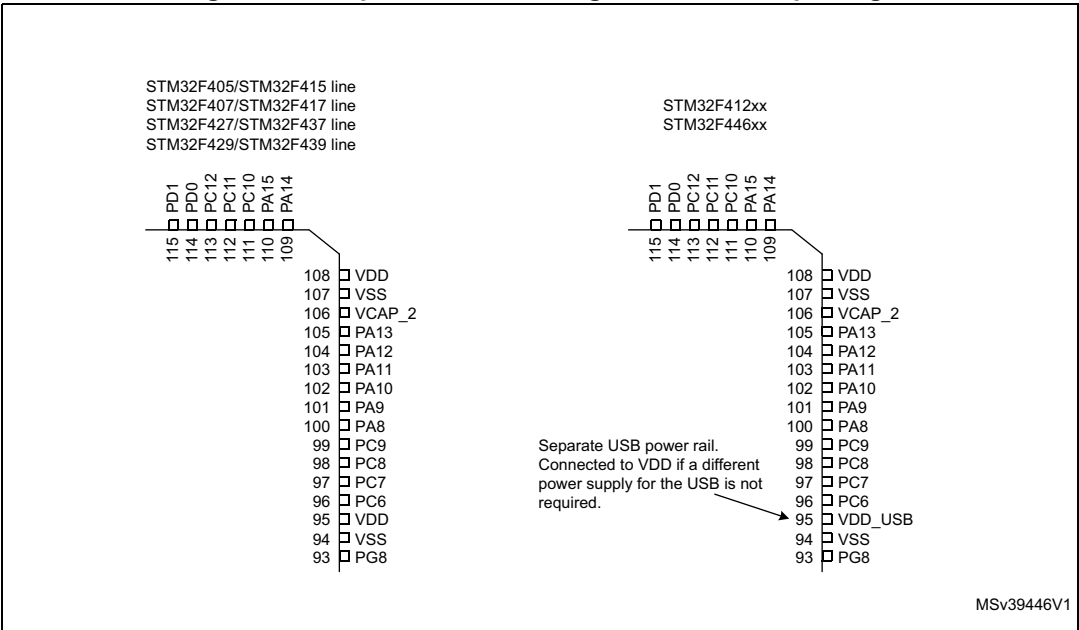 STM32F405/STM32F415 line
STM32F407/STM32F417 line
STM32F427/STM32F437 line
STM32F429/STM32F439 line
PD1 PD0 PC12 PC11 PC10 PA15 PA14
115 114 113 112 111 110 109
108 VDD
107 VSS
106 VCAP_2
105 PA13
104 PA12
103 PA11
102 PA10
101 PA9
100 PA8
99 PC9
98 PC8
97 PC7
96 PC6
95 VDD
94 VSS
93 PG8
STM32F412xx
STM32F446xx
PD1 PD0 PC12 PC11 PC10 PA15 PA14
115 114 113 112 111 110 109
108 VDD
107 VSS
106 VCAP_2
105 PA13
104 PA12
103 PA11
102 PA10
101 PA9
100 PA8
99 PC9
98 PC8
97 PC7
96 PC6
95 VDD_USB
94 VSS
93 PG8
Separate USB power rail.
Connected to VDD if a different
power supply for the USB is not
required.
MSv39446V1